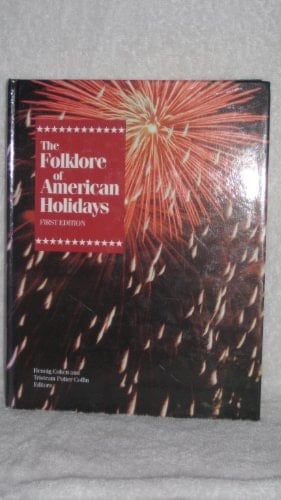 The
Folklore
of
American
Holidays
FIRST EDITION
Hennig Cohen and
Tristram Potter Coffin
Editors